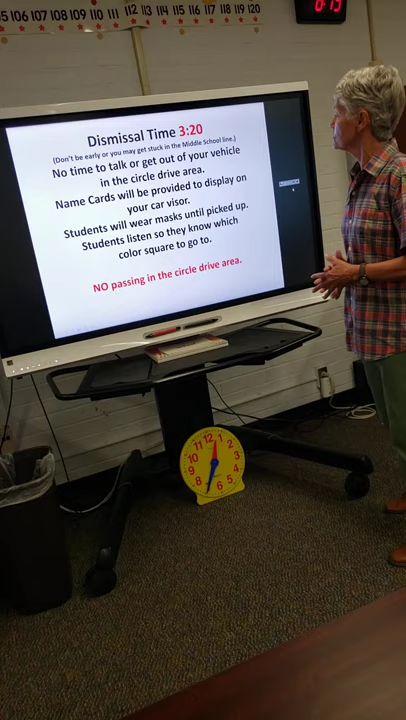 105 106 107 108 109 110 111 112 113 114 115 116 117 118 119 120
Dismissal Time 3:20
(Don't be early or you may get stuck in the Middle School line.)
No time to talk or get out of your vehicle
in the circle drive area.
Name Cards will be provided to display on
your car visor.
Students will wear masks until picked up.
Students listen so they know which
color square to go to.
NO passing in the circle drive area.
11 12 1
10 2
9 3
8 4
7 6 5